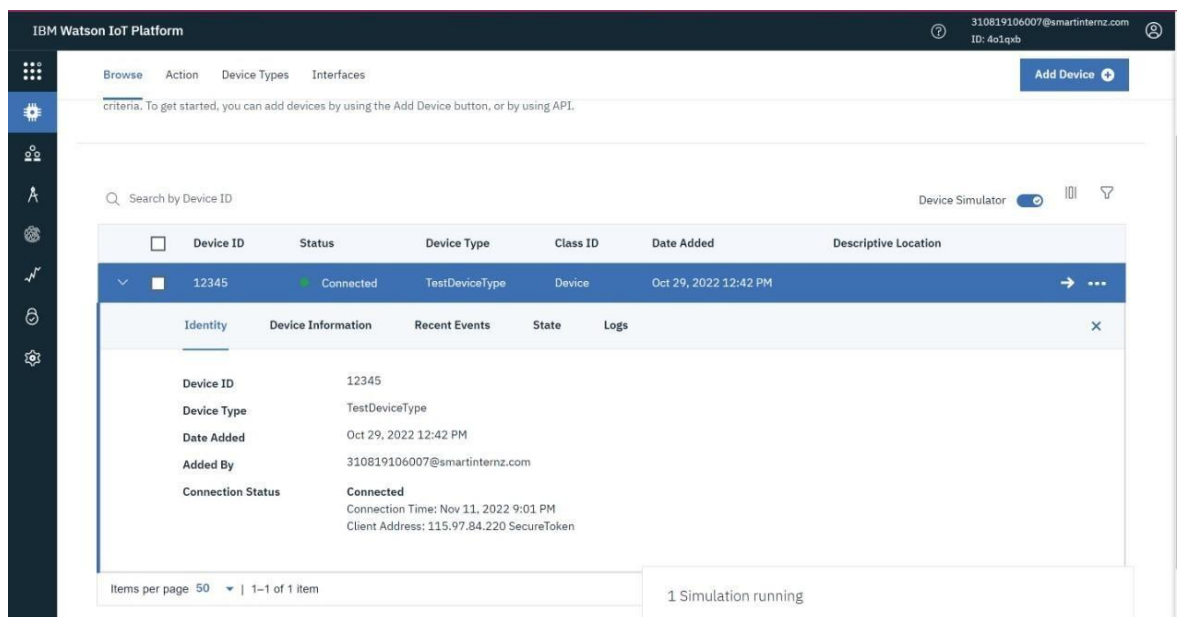 IBM Watson IoT Platform
310819106007@smartinternz.com
ID: 4o1qxb
Browse Action Device Types Interfaces
Add Device
criteria. To get started, you can add devices by using the Add Device button, or by using API.
Search by Device ID
Device Simulator
Device ID Status Device Type Class ID Date Added Descriptive Location
12345 Connected TestDeviceType Device Oct 29, 2022 12:42 PM
Identity Device Information Recent Events State Logs
Device ID 12345
Device Type TestDeviceType
Date Added Oct 29, 2022 12:42 PM
Added By 310819106007@smartinternz.com
Connection Status Connected
Connection Time: Nov 11, 2022 9:01 PM
Client Address: 115.97.84.220 SecureToken
Items per page 50 | 1–1 of 1 item
1 Simulation running